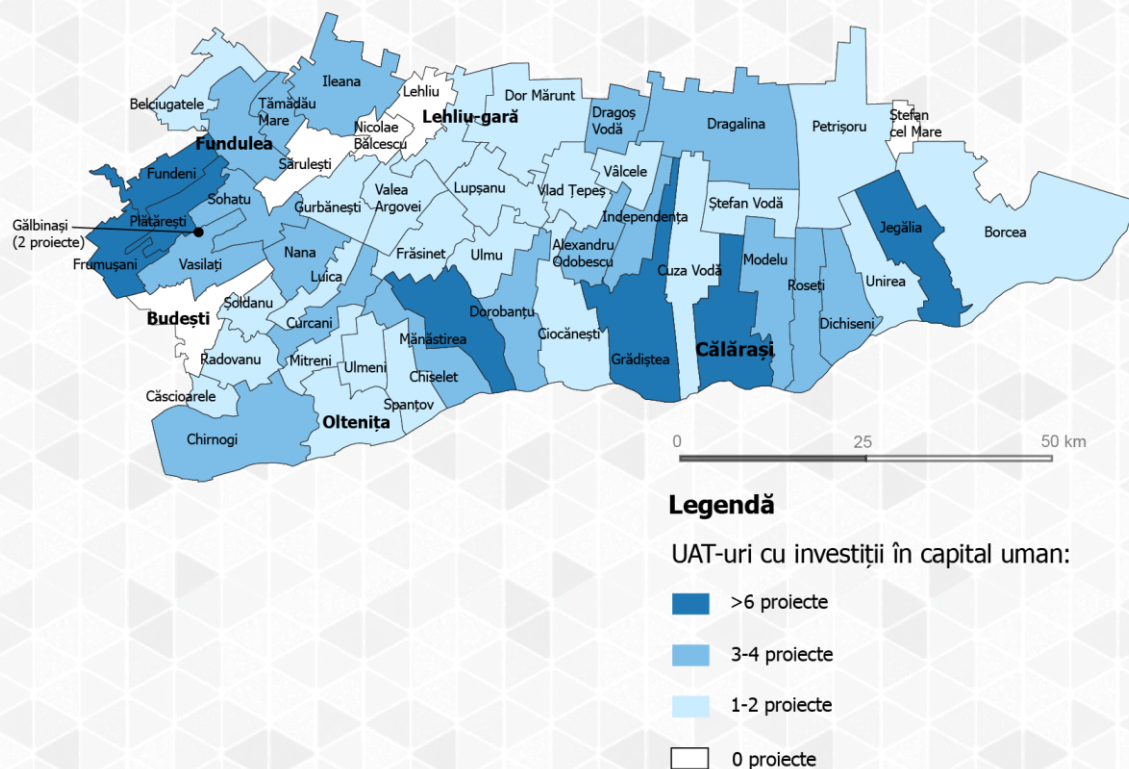 Ileana
Lehliu
Belciugatele
Tămădău
Mare
Dor Mărunt
Lehliu-gară
Dragoș
Vodă
Dragalina
Petrișoru
Ștefan
cel Mare
Nicolae
Bălcescu
Fundulea
Sărulești
Fundeni
Valea
Argovei
Lupșanu
Vlad Țepeș
Vâlcele
Sohatu
Gurbănești
Ștefan Vodă
Independența
Plătărești
Gălbinași
(2 proiecte)
Jegălia
Borcea
Frumușani
Vasilați
Nana
Frăsinet
Ulmu
Alexandru
Odobescu
Cuza Vodă
Modelu
Luica
Roseți
Unirea
Șoldanu
Budești
Curcani
Dorobanțu
Ciocănești
Dichiseni
Mănăstirea
Călărași
Radovanu
Mitreni
Ulmeni
Chiselet
Grădiștea
Căscioarele
Spanțov
Oltenița
Chirnogi
0 25 50 km
Legendă
UAT-uri cu investiții în capital uman:
>6 proiecte
3-4 proiecte
1-2 proiecte
0 proiecte